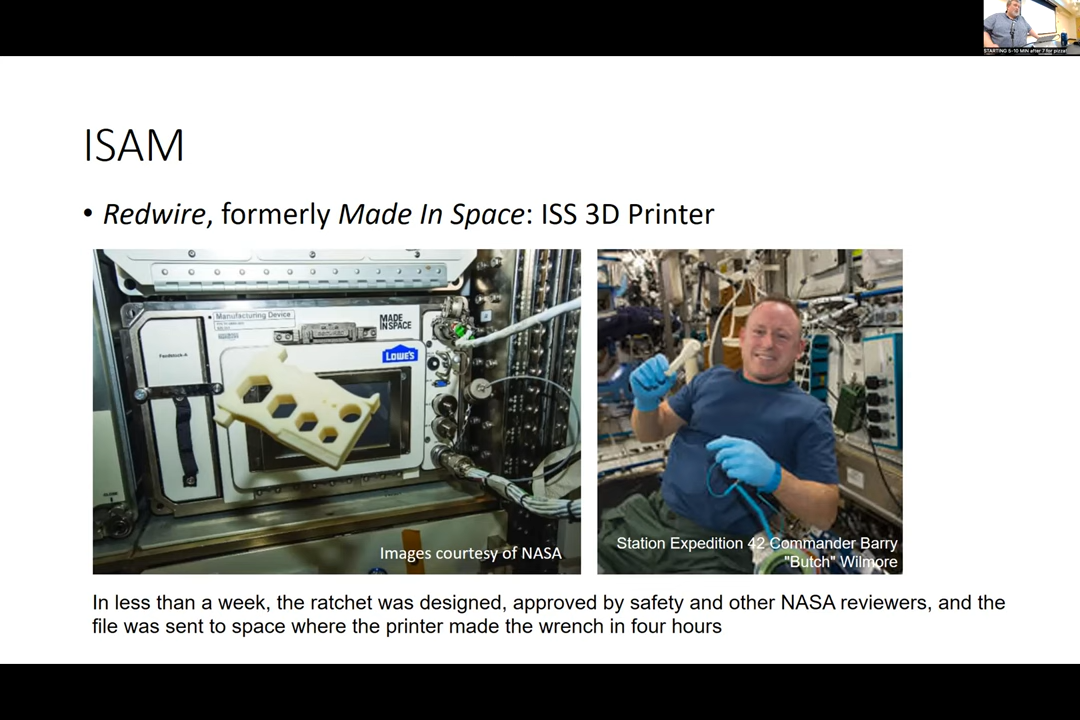 STARTING 5-10 MIN after 7 for pizza!
ISAM
• Redwire, formerly Made In Space: ISS 3D Printer
Manufacturing Device
MADE
INSPACE
LOWE'S
Feedstock-A
Images courtesy of NASA
Station Expedition 42 Commander Barry
"Butch" Wilmore
In less than a week, the ratchet was designed, approved by safety and other NASA reviewers, and the
file was sent to space where the printer made the wrench in four hours